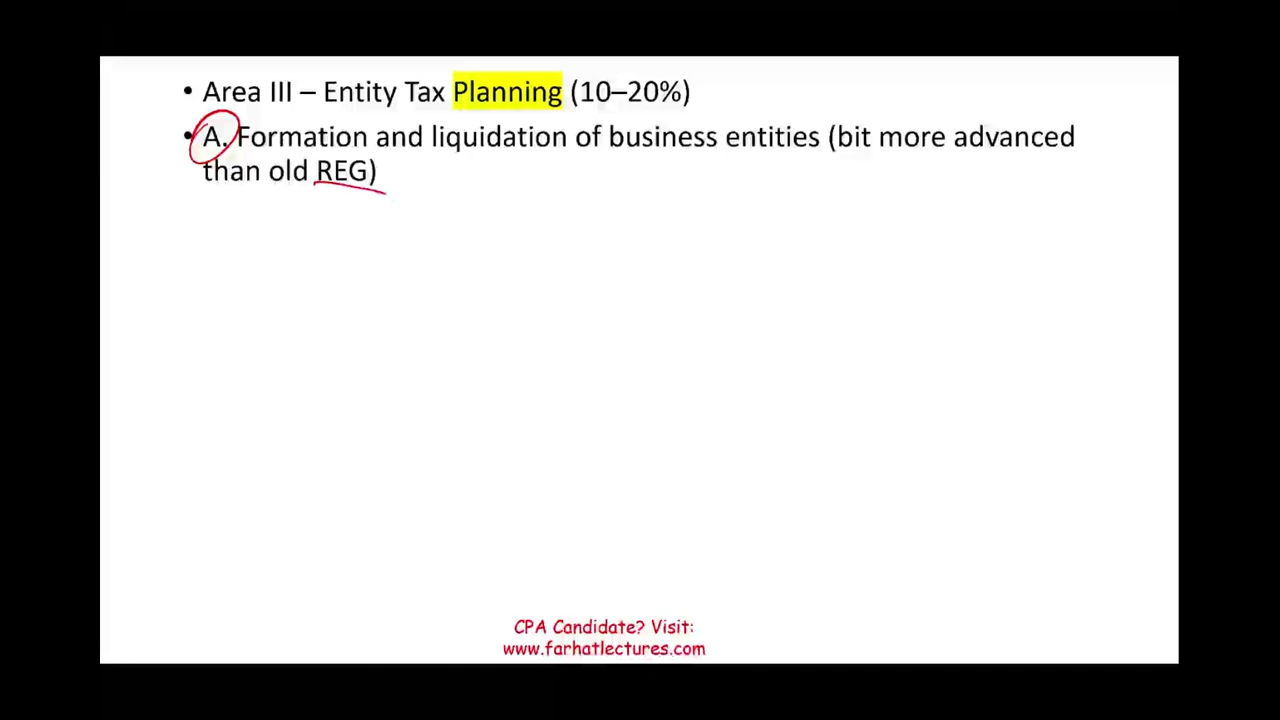 • Area III – Entity Tax Planning (10–20%)
• A. Formation and liquidation of business entities (bit more advanced
than old REG)
CPA Candidate? Visit:
www.farhatlectures.com